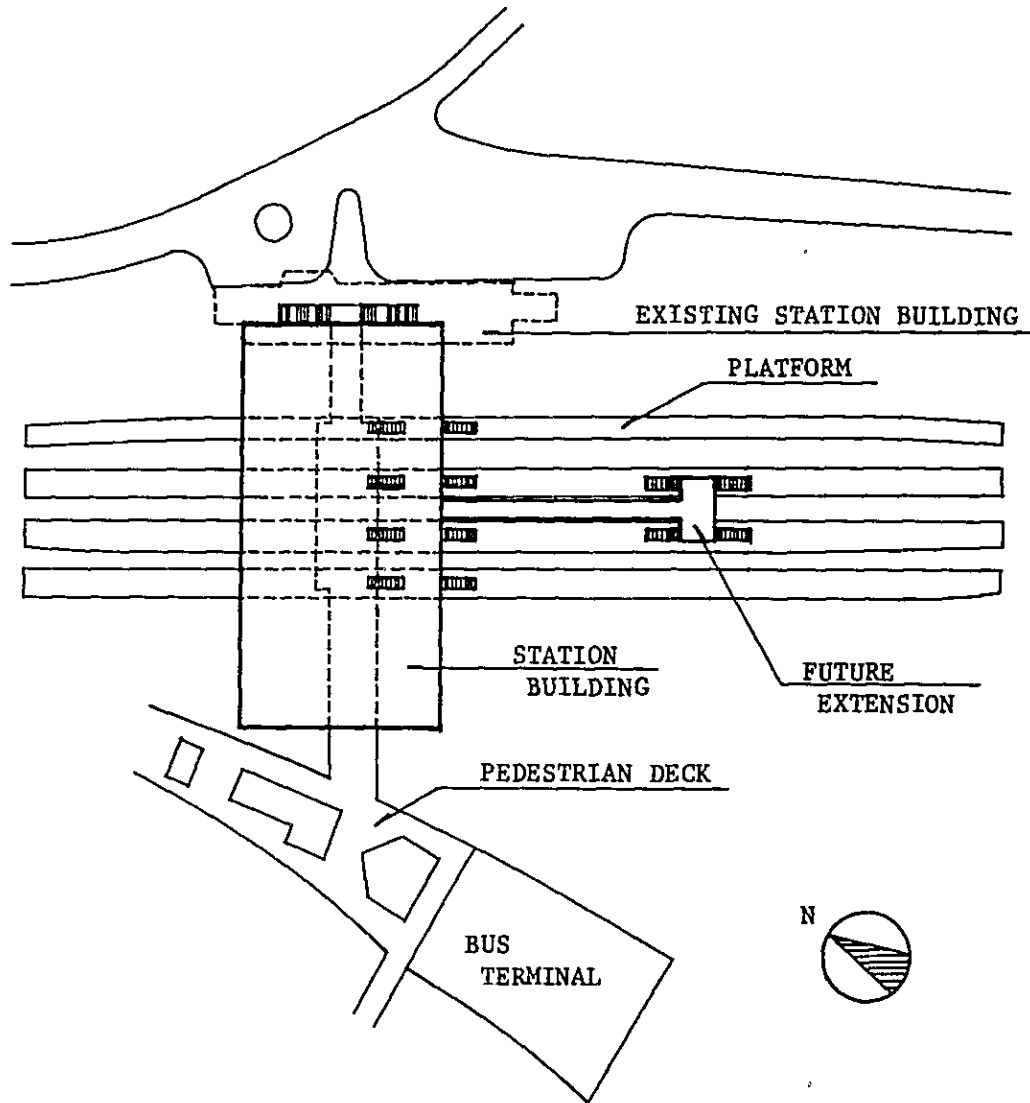 EXISTING STATION BUILDING
PLATFORM
STATION
BUILDING
FUTURE
EXTENSION
PEDESTRIAN DECK
N
BUS
TERMINAL